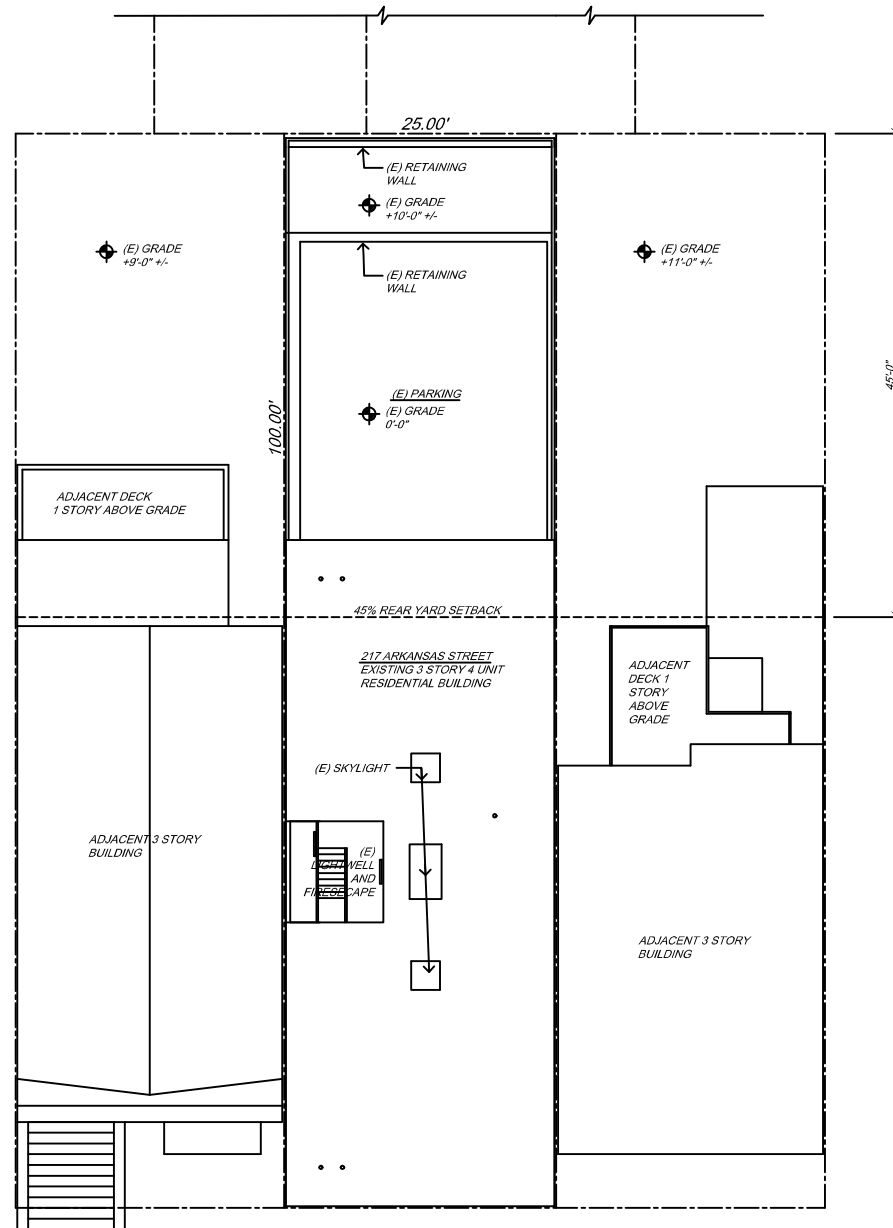 25.00'
(E) RETAINING
WALL
(E) GRADE
+10'-0" +/-
(E) GRADE
+9'-0" +/-
(E) GRADE
+11'-0" +/-
(E) RETAINING
WALL
45'-0"
(E) PARKING
(E) GRADE
0'-0"
100.00'
ADJACENT DECK
1 STORY ABOVE GRADE
45% REAR YARD SETBACK
217 ARKANSAS STREET
EXISTING 3 STORY 4 UNIT
RESIDENTIAL BUILDING
ADJACENT
DECK 1
STORY
ABOVE
GRADE
(E) SKYLIGHT
ADJACENT 3 STORY
BUILDING
(E)
LIGHTWELL
AND
FIRESECAPE
ADJACENT 3 STORY
BUILDING